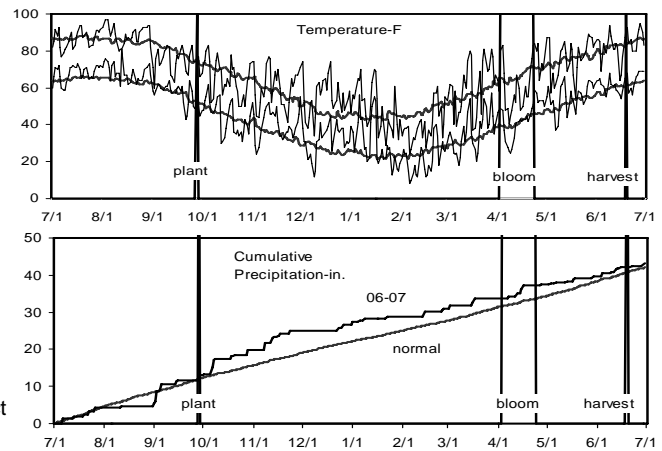 100
Temperature-F
80
60
40
20
plant
bloom
harvest
0
7/1 8/1 9/1 10/1 11/1 12/1 1/1 2/1 3/1 4/1 5/1 6/1 7/1
50
Cumulative
Precipitation-in.
40
06-07
30
normal
20
10
plant
bloom
harvest
0
7/1 8/1 9/1 10/1 11/1 12/1 1/1 2/1 3/1 4/1 5/1 6/1 7/1